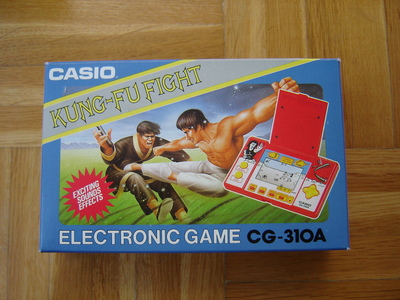 CASIO
KUNG-FU FIGHT
EXCITING
SOUNDS
EFFECTS
ELECTRONIC GAME CG-310A